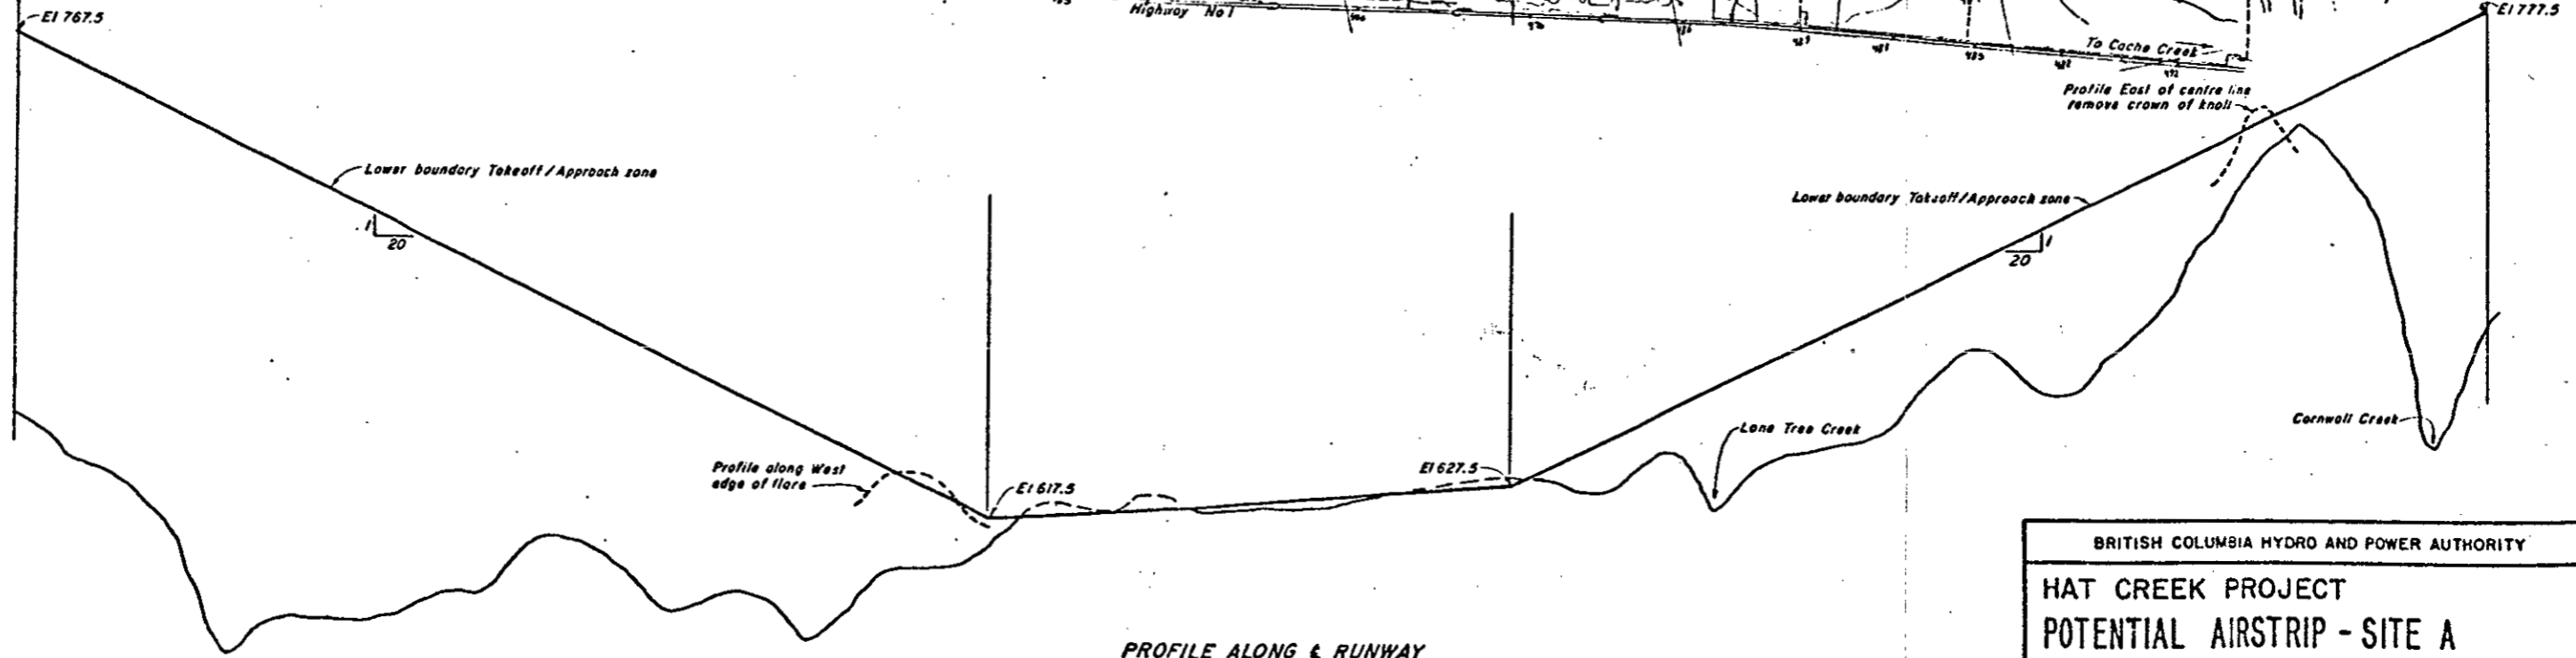 El 767.5
Highway No 1
To Cache Creek
El 777.5
Profile East of centre line
remove crown of knoll
Lower boundary Takeoff/Approach zone
1
20
Lower boundary Takeoff/Approach zone
1
20
Profile along West
edge of flare
El 617.5
El 627.5
Lone Tree Creek
Cornwall Creek
PROFILE ALONG ℄ RUNWAY
BRITISH COLUMBIA HYDRO AND POWER AUTHORITY
HAT CREEK PROJECT
POTENTIAL AIRSTRIP - SITE A